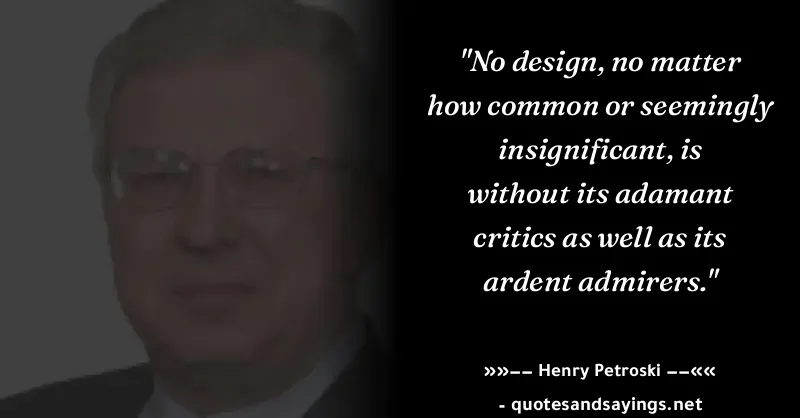 "No design, no matter
how common or seemingly
insignificant, is
without its adamant
critics as well as its
ardent admirers."
»»–– Henry Petroski ––««
- quotesandsayings.net